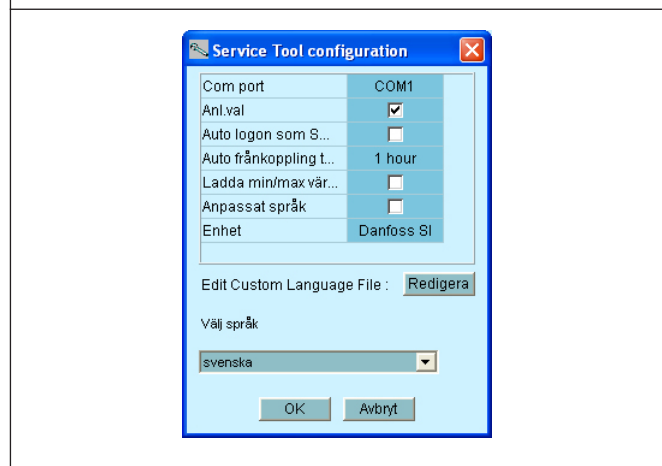 Service Tool configuration
Com port COM1
Anl.val
Auto logon som S...
Auto frånkoppling t... 1 hour
Ladda min/max vär...
Anpassat språk
Enhet Danfoss SI
Edit Custom Language File : Redigera
Välj språk
svenska
OK Avbryt